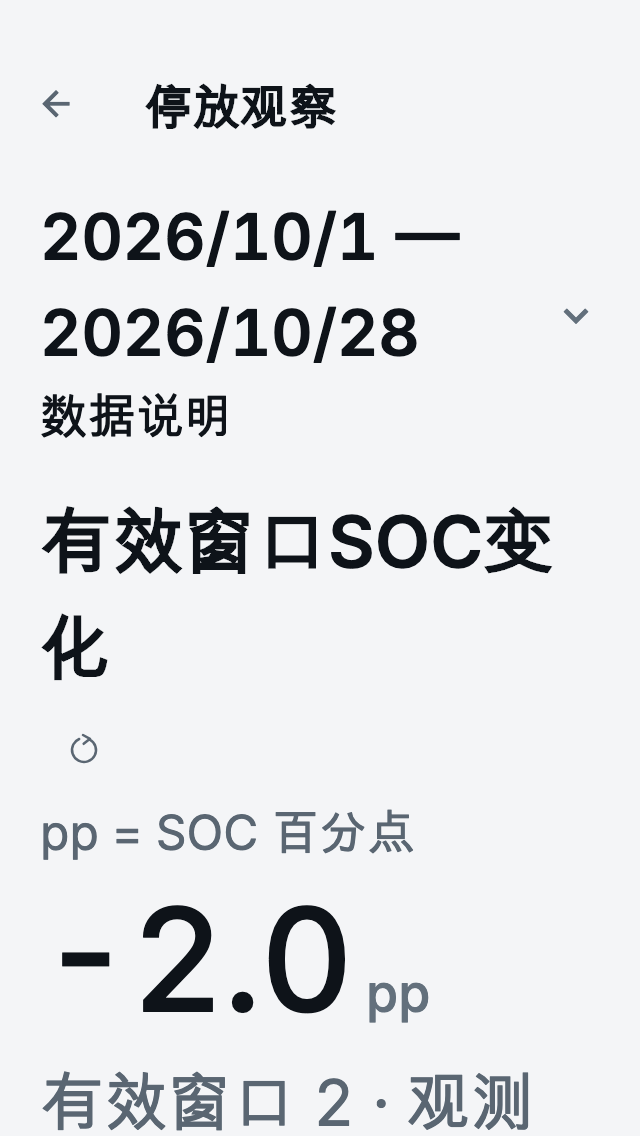 停放观察
2026/10/1 —
2026/10/28
数据说明
有效窗口SOC变
化
pp = SOC 百分点
-2.0 pp
有效窗口 2 · 观测